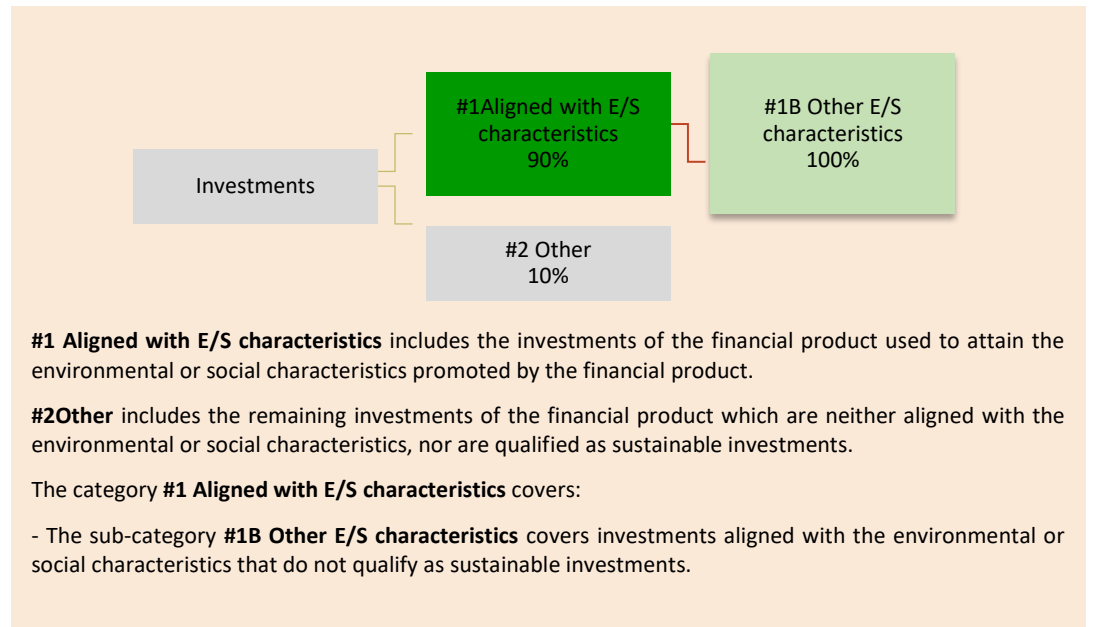 #1Aligned with E/S
characteristics
90%
#1B Other E/S
characteristics
100%
Investments
#2 Other
10%
#1 Aligned with E/S characteristics includes the investments of the financial product used to attain the
environmental or social characteristics promoted by the financial product.
#2Other includes the remaining investments of the financial product which are neither aligned with the
environmental or social characteristics, nor are qualified as sustainable investments.
The category #1 Aligned with E/S characteristics covers:
- The sub-category #1B Other E/S characteristics covers investments aligned with the environmental or
social characteristics that do not qualify as sustainable investments.